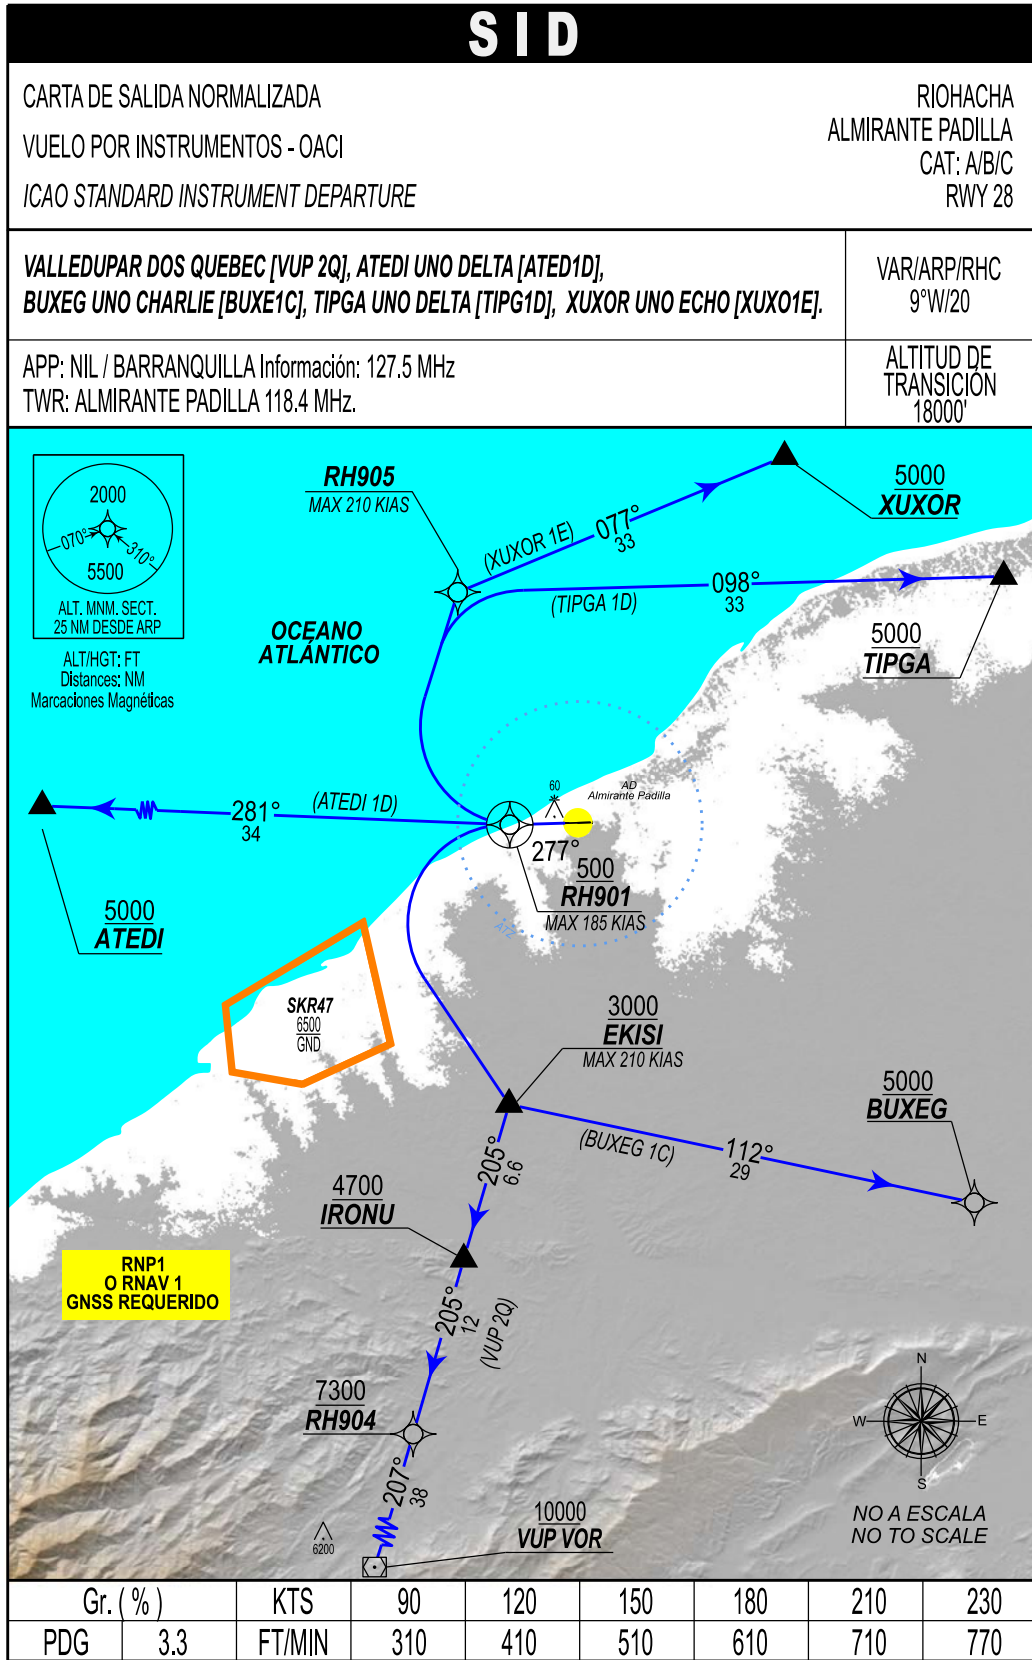 SID
CARTA DE SALIDA NORMALIZADA
VUELO POR INSTRUMENTOS - OACI
ICAO STANDARD INSTRUMENT DEPARTURE
RIOHACHA
ALMIRANTE PADILLA
CAT: A/B/C
RWY 28
VALLEDUPAR DOS QUEBEC [VUP 2Q], ATEDI UNO DELTA [ATED1D],
BUXEG UNO CHARLIE [BUXE1C], TIPGA UNO DELTA [TIPG1D], XUXOR UNO ECHO [XUXO1E].
VAR/ARP/RHC
9°W/20
APP: NIL / BARRANQUILLA Información: 127.5 MHz
TWR: ALMIRANTE PADILLA 118.4 MHz.
ALTITUD DE
TRANSICIÓN
18000'
2000
070°
310°
5500
ALT. MNM. SECT.
25 NM DESDE ARP
ALT/HGT: FT
Distances: NM
Marcaciones Magnéticas
RH905
MAX 210 KIAS
(XUXOR 1E)
077°
33
5000
XUXOR
(TIPGA 1D)
098°
33
5000
TIPGA
OCEANO
ATLÁNTICO
60
AD
Almirante Padilla
(ATEDI 1D)
281°
34
277°
500
RH901
MAX 185 KIAS
ATZ
5000
ATEDI
SKR47
6500
GND
3000
EKISI
MAX 210 KIAS
5000
BUXEG
(BUXEG 1C)
112°
29
205°
6.6
4700
IRONU
RNP1
O RNAV 1
GNSS REQUERIDO
205°
12
(VUP 2Q)
7300
RH904
207°
38
6200
10000
VUP VOR
N
W
E
S
NO A ESCALA
NO TO SCALE
Gr. ( % ) KTS 90 120 150 180 210 230
PDG 3.3 FT/MIN 310 410 510 610 710 770